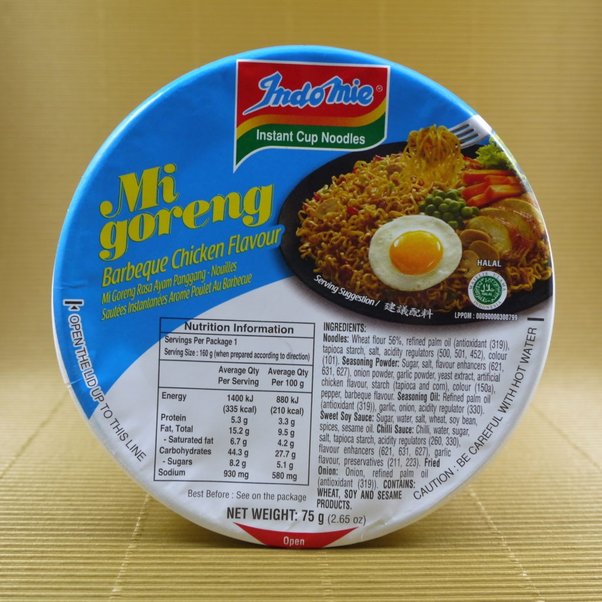 IndoMie®
Instant Cup Noodles
Mi
goreng
Barbeque Chicken Flavour
Mi Goreng Rasa Ayam Panggang - Nouilles
Sautées Instantanées Arome Poulet Au Barbecue
Serving Suggestion / 建議配料
HALAL
LPPOM : 00090000308799
OPEN THE LID UP TO THIS LINE
Nutrition Information
Servings Per Package 1
Serving Size : 160 g (when prepared according to direction)
Average Qty Average Qty
Per Serving Per 100 g
Energy 1400 kJ 880 kJ
(335 kcal) (210 kcal)
Protein 5.3 g 3.3 g
Fat, Total 15.2 g 9.5 g
- Saturated fat 6.7 g 4.2 g
Carbohydrates 44.3 g 27.7 g
- Sugars 8.2 g 5.1 g
Sodium 930 mg 580 mg
Best Before : See on the package
NET WEIGHT: 75 g (2.65 oz)
INGREDIENTS:
Noodles: Wheat flour 56%, refined palm oil (antioxidant (319)),
tapioca starch, salt, acidity regulators (500, 501, 452), colour
(101). Seasoning Powder: Sugar, salt, flavour enhancers (621,
631, 627), onion powder, garlic powder, yeast extract, artificial
chicken flavour, starch (tapioca and corn), colour (150a),
pepper, barbeque flavour. Seasoning Oil: Refined palm oil
(antioxidant (319)), garlic, onion, acidity regulator (330).
Sweet Soy Sauce: Sugar, water, salt, wheat, soy bean,
spices, sesame oil. Chilli Sauce: Chilli, water, sugar,
salt, tapioca starch, acidity regulators (260, 330),
flavour enhancers (621, 631, 627), garlic
flavour, preservatives (211, 223). Fried
Onion: Onion, refined palm oil
(antioxidant (319)). CONTAINS:
WHEAT, SOY AND SESAME
PRODUCTS.
CAUTION : BE CAREFUL WITH HOT WATER
Open